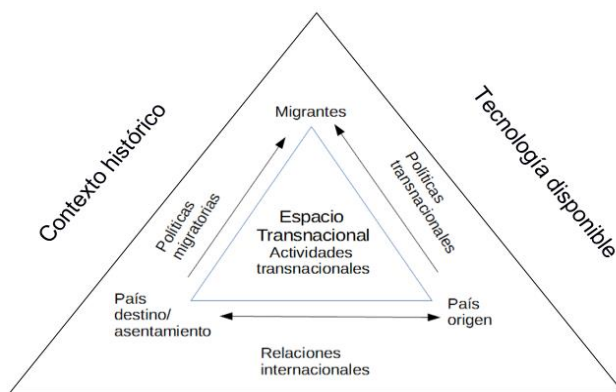 Contexto histórico
Tecnología disponible
Migrantes
Políticas
migratorias
Políticas
transnacionales
Espacio
Transnacional
Actividades
transnacionales
País
destino/
asentamiento
País
origen
Relaciones
internacionales